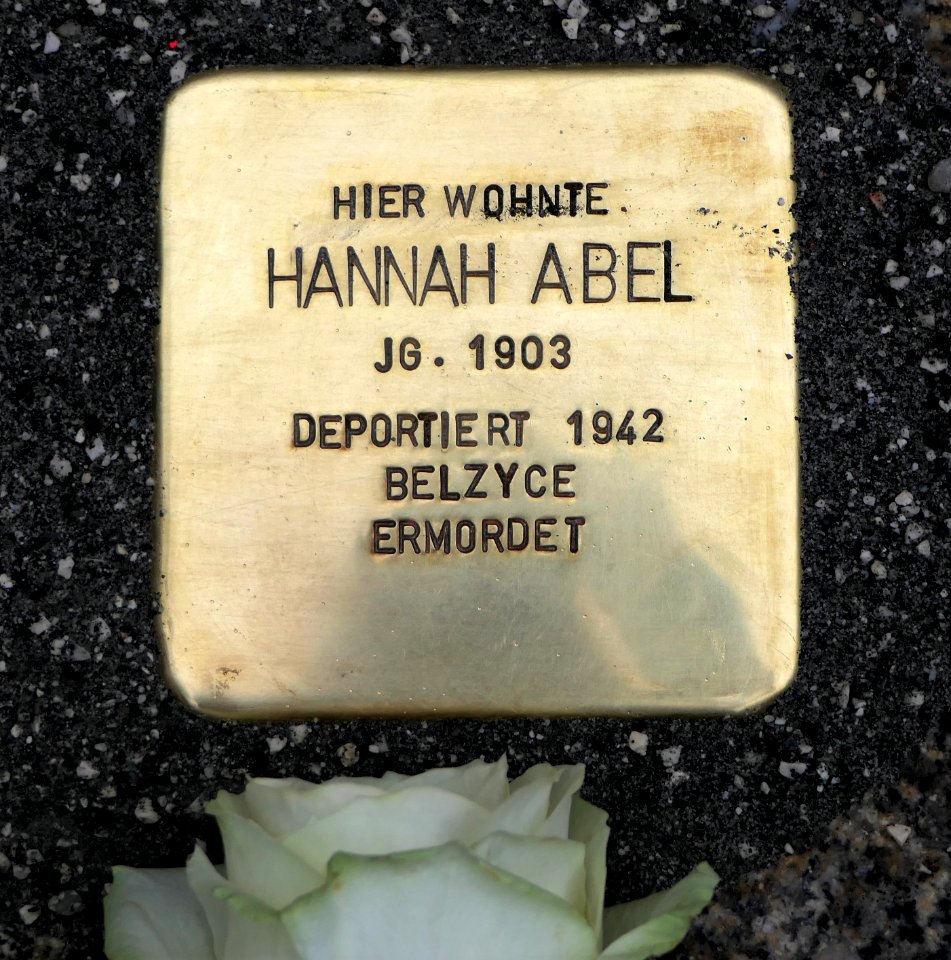 HIER WOHNTE
HANNAH ABEL
JG. 1903
DEPORTIERT 1942
BELZYCE
ERMORDET